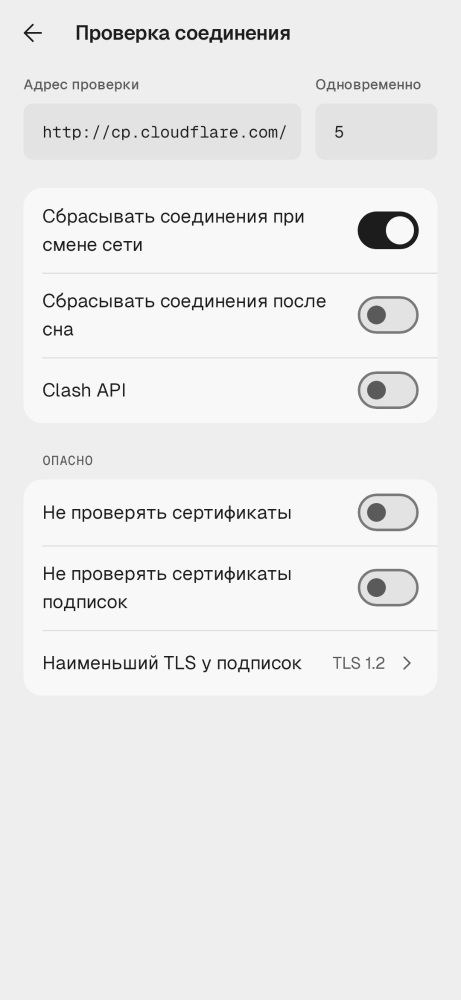 Проверка соединения
Адрес проверки
Одновременно
http://cp.cloudflare.com/
5
Сбрасывать соединения при
смене сети
Сбрасывать соединения после
сна
Clash API
ОПАСНО
Не проверять сертификаты
Не проверять сертификаты
подписок
Наименьший TLS у подписок
TLS 1.2